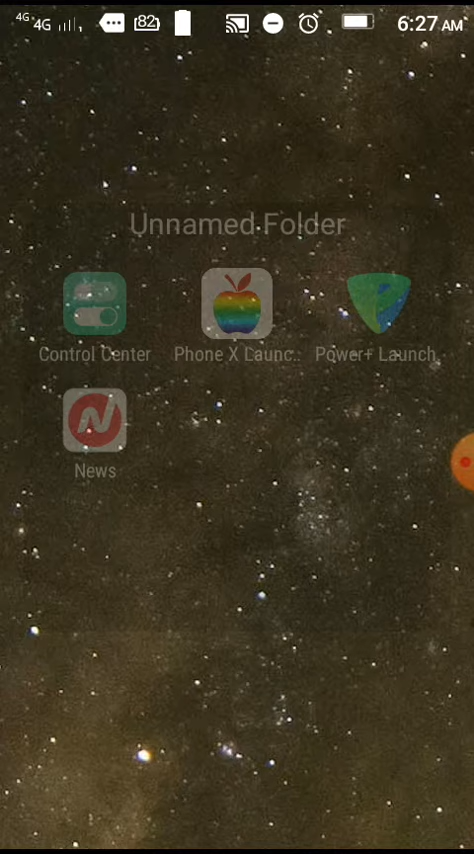 4G 4G 82 6:27 AM
Unnamed Folder
Control Center Phone X Launc.. Power+ Launch..
News